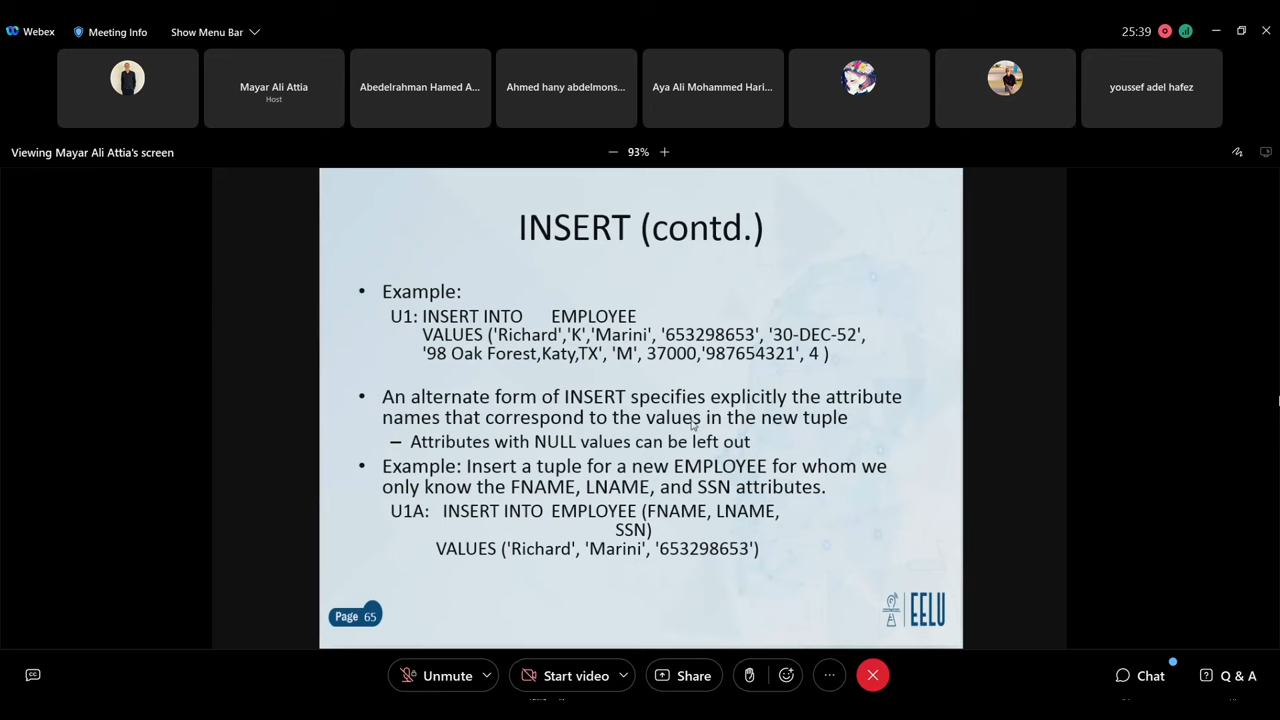 Webex
Meeting Info
Show Menu Bar
25:39
Mayar Ali Attia
Host
Abedelrahman Hamed A...
Ahmed hany abdelmons...
Aya Ali Mohammed Hari...
youssef adel hafez
Viewing Mayar Ali Attia's screen
93%
INSERT (contd.)
• Example:
U1: INSERT INTO EMPLOYEE
VALUES ('Richard','K','Marini', '653298653', '30-DEC-52',
'98 Oak Forest,Katy,TX', 'M', 37000,'987654321', 4 )
• An alternate form of INSERT specifies explicitly the attribute
names that correspond to the values in the new tuple
– Attributes with NULL values can be left out
• Example: Insert a tuple for a new EMPLOYEE for whom we
only know the FNAME, LNAME, and SSN attributes.
U1A: INSERT INTO EMPLOYEE (FNAME, LNAME,
SSN)
VALUES ('Richard', 'Marini', '653298653')
Page 65
EELU
CC
Unmute
Start video
Share
Chat
Q & A